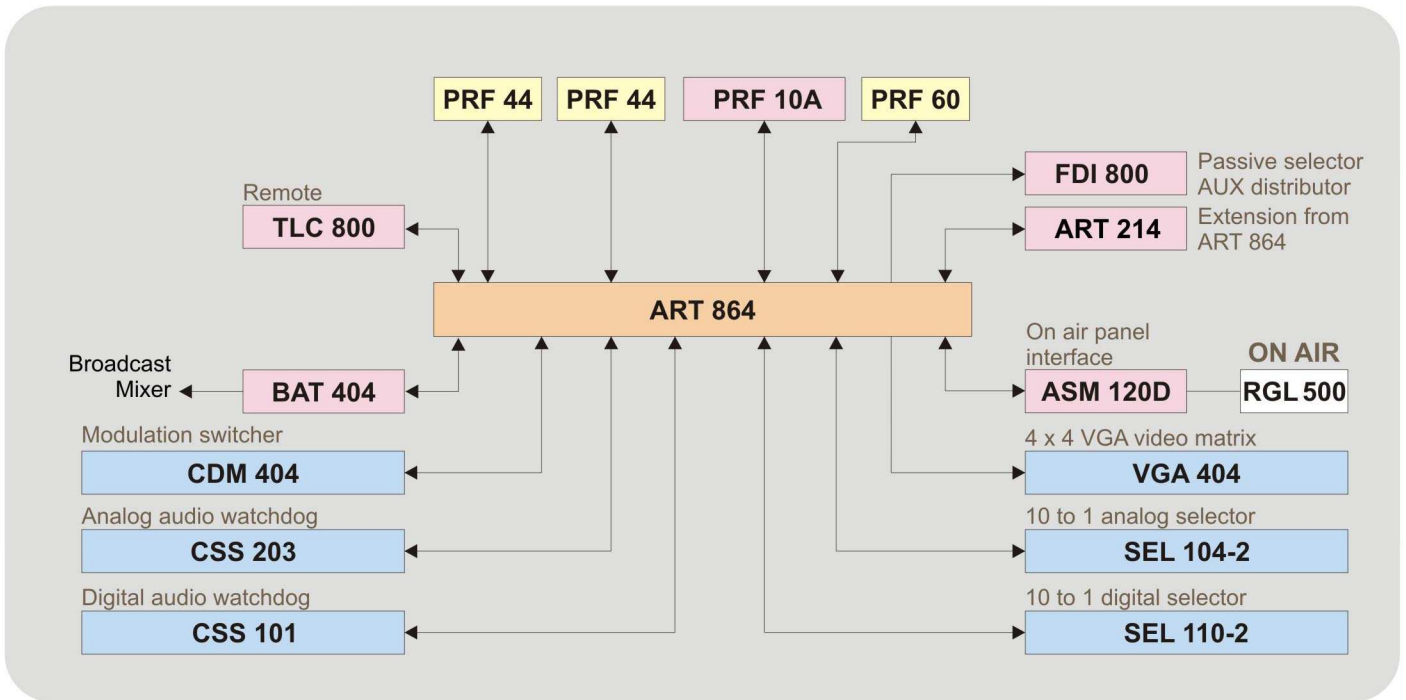 PRF 44
PRF 44
PRF 10A
PRF 60
FDI 800
Passive selector
AUX distributor
Remote
TLC 800
ART 214
Extension from
ART 864
ART 864
Broadcast
Mixer
BAT 404
On air panel
interface
ASM 120D
ON AIR
RGL 500
Modulation switcher
CDM 404
4 x 4 VGA video matrix
VGA 404
Analog audio watchdog
CSS 203
10 to 1 analog selector
SEL 104-2
Digital audio watchdog
CSS 101
10 to 1 digital selector
SEL 110-2